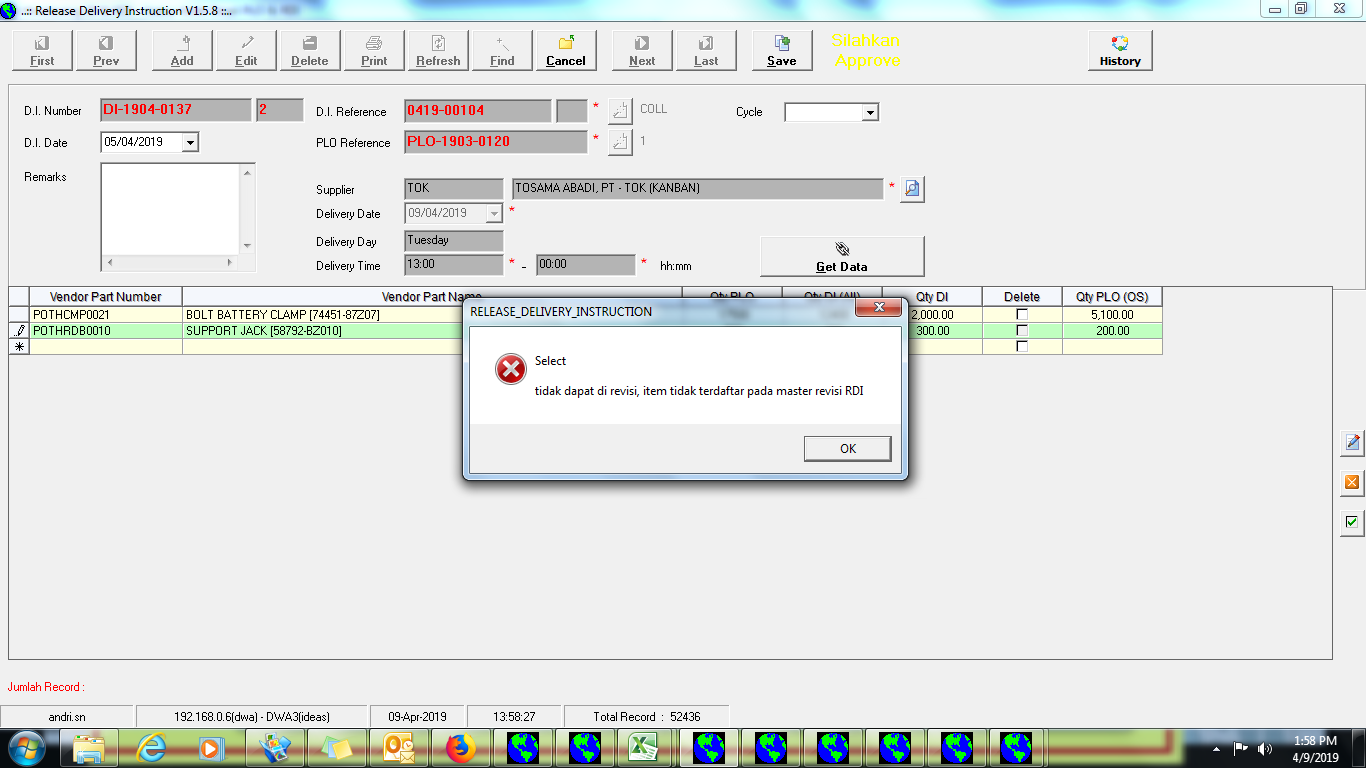 ..:: Release Delivery Instruction V1.5.8 ::..
First
Prev
Add
Edit
Delete
Print
Refresh
Find
Cancel
Next
Last
Save
Silahkan
Approve
History
D.I. Number
DI-1904-0137
2
D.I. Reference
0419-00104
*
COLL
Cycle
D.I. Date
05/04/2019
PLO Reference
PLO-1903-0120
*
1
Remarks
Supplier
TOK
TOSAMA ABADI, PT - TOK (KANBAN)
*
Delivery Date
09/04/2019
*
Delivery Day
Tuesday
Delivery Time
13:00
*
-
00:00
*
hh:mm
Get Data
Vendor Part Number
Vendor Part Name
Qty PLO
Qty DI (All)
Qty DI
Delete
Qty PLO (OS)
POTHCMP0021
BOLT BATTERY CLAMP [74451-87Z07]
2,000.00
5,100.00
POTHRDB0010
SUPPORT JACK [58792-BZ010]
300.00
200.00
RELEASE_DELIVERY_INSTRUCTION
Select
tidak dapat di revisi, item tidak terdaftar pada master revisi RDI
OK
Jumlah Record :
andri.sn
192.168.0.6(dwa) - DWA3(ideas)
09-Apr-2019
13:58:27
Total Record : 52436
1:58 PM
4/9/2019